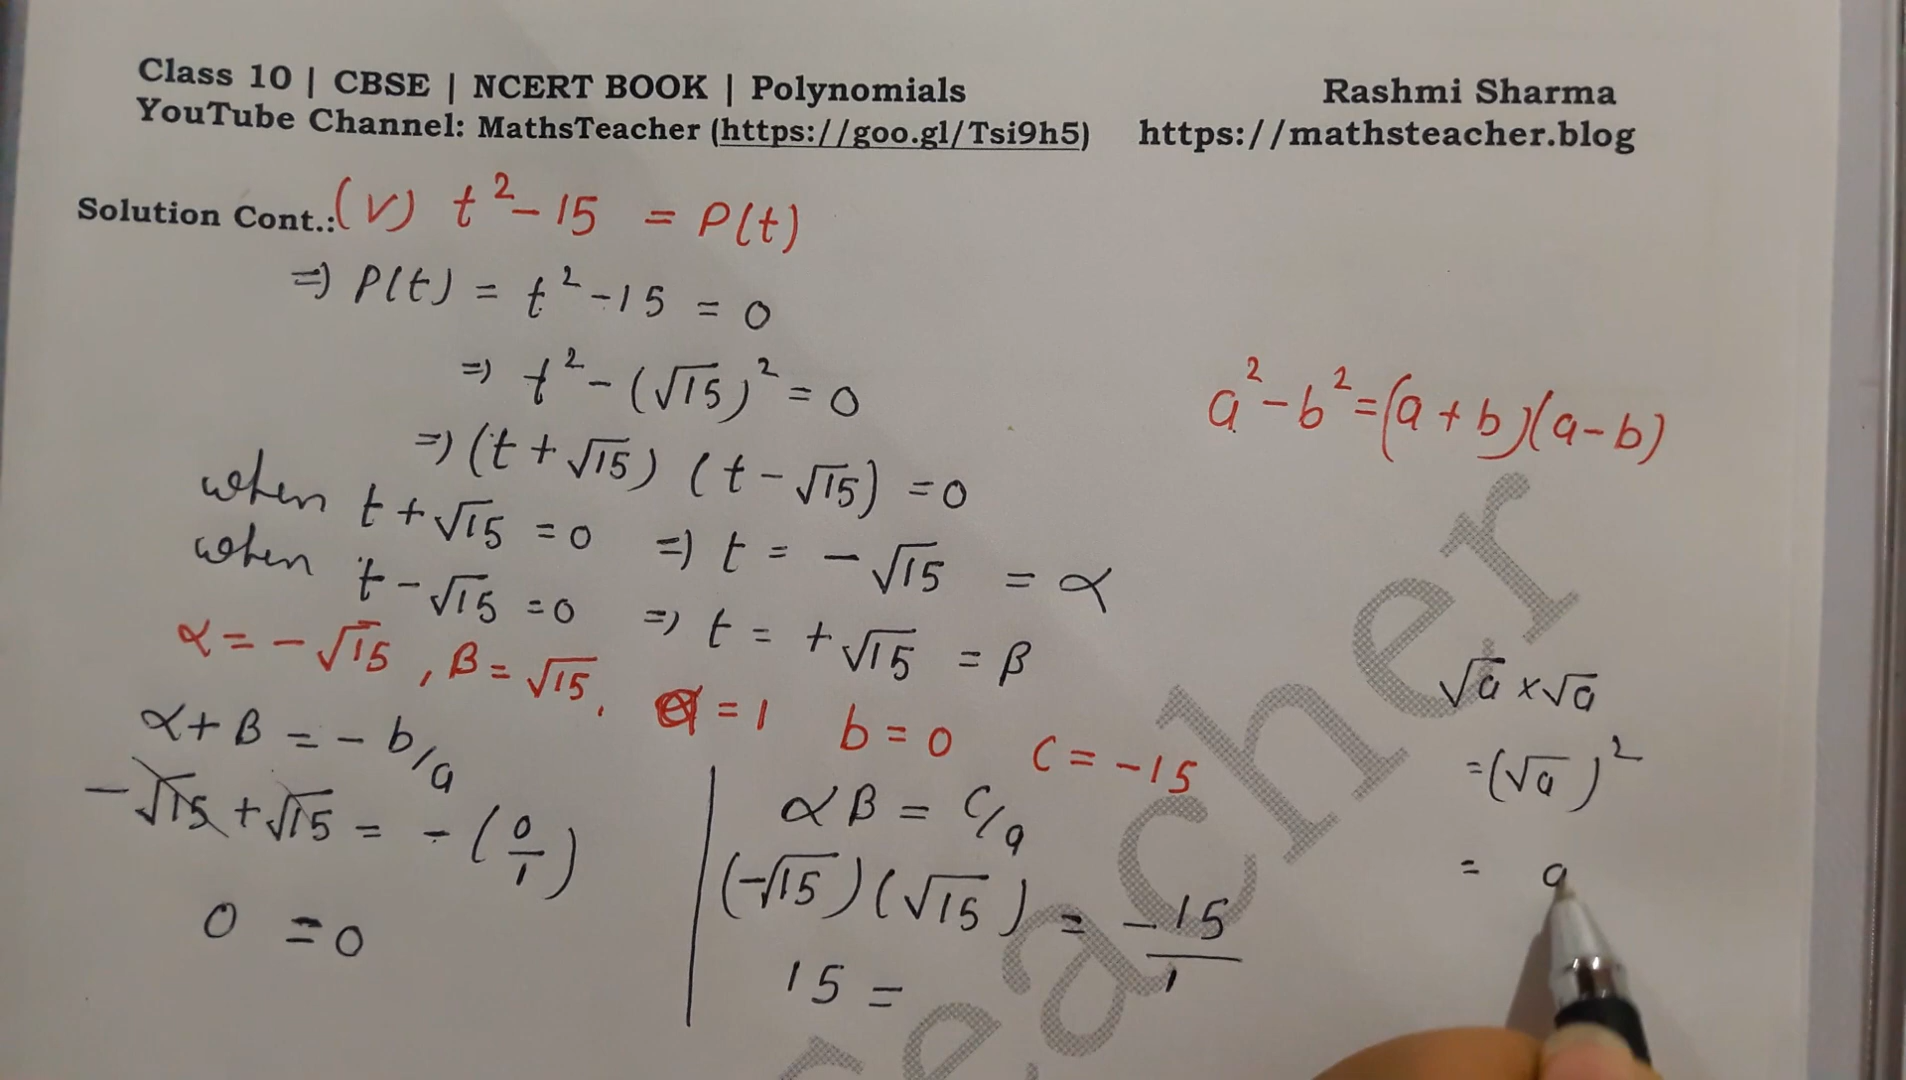 Class 10 | CBSE | NCERT BOOK | Polynomials
Rashmi Sharma
YouTube Channel: MathsTeacher (https://goo.gl/Tsi9h5)
https://mathsteacher.blog
Solution Cont.: (v) t² - 15 = P(t)
⇒ P(t) = t² - 15 = 0
⇒ t² - (√15)² = 0
a² - b² = (a + b)(a - b)
⇒ (t + √15) (t - √15) = 0
when t + √15 = 0 ⇒ t = - √15 = α
when t - √15 = 0 ⇒ t = + √15 = β
α = - √15 , β = √15, a = 1 b = 0 c = -15
α + β = - b/a
- √15 + √15 = - (0/1)
0 = 0
αβ = c/a
(-√15) (√15) = -15/1
15 =
√a × √a
= (√a)²
= a
eacher